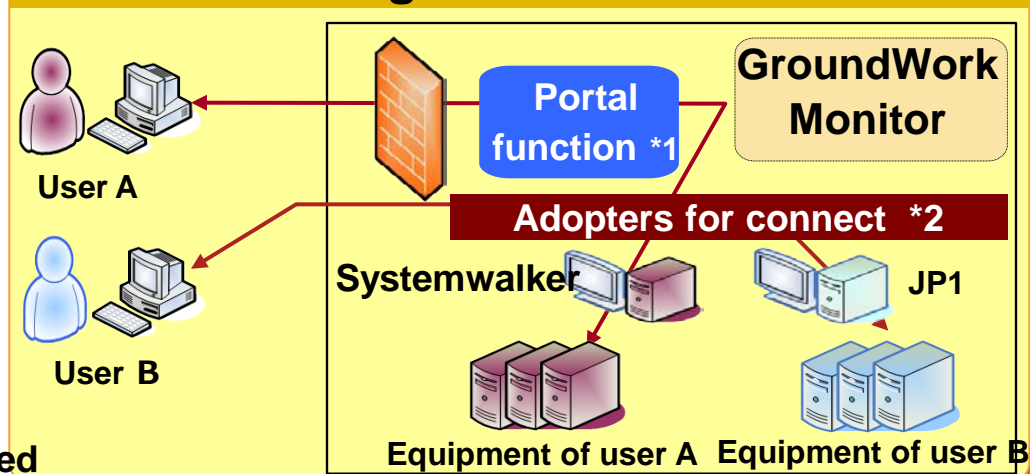 GroundWork
Monitor
Portal
function *1
User A
Adopters for connect *2
Systemwalker
JP1
User B
Equipment of user A
Equipment of user B
ed